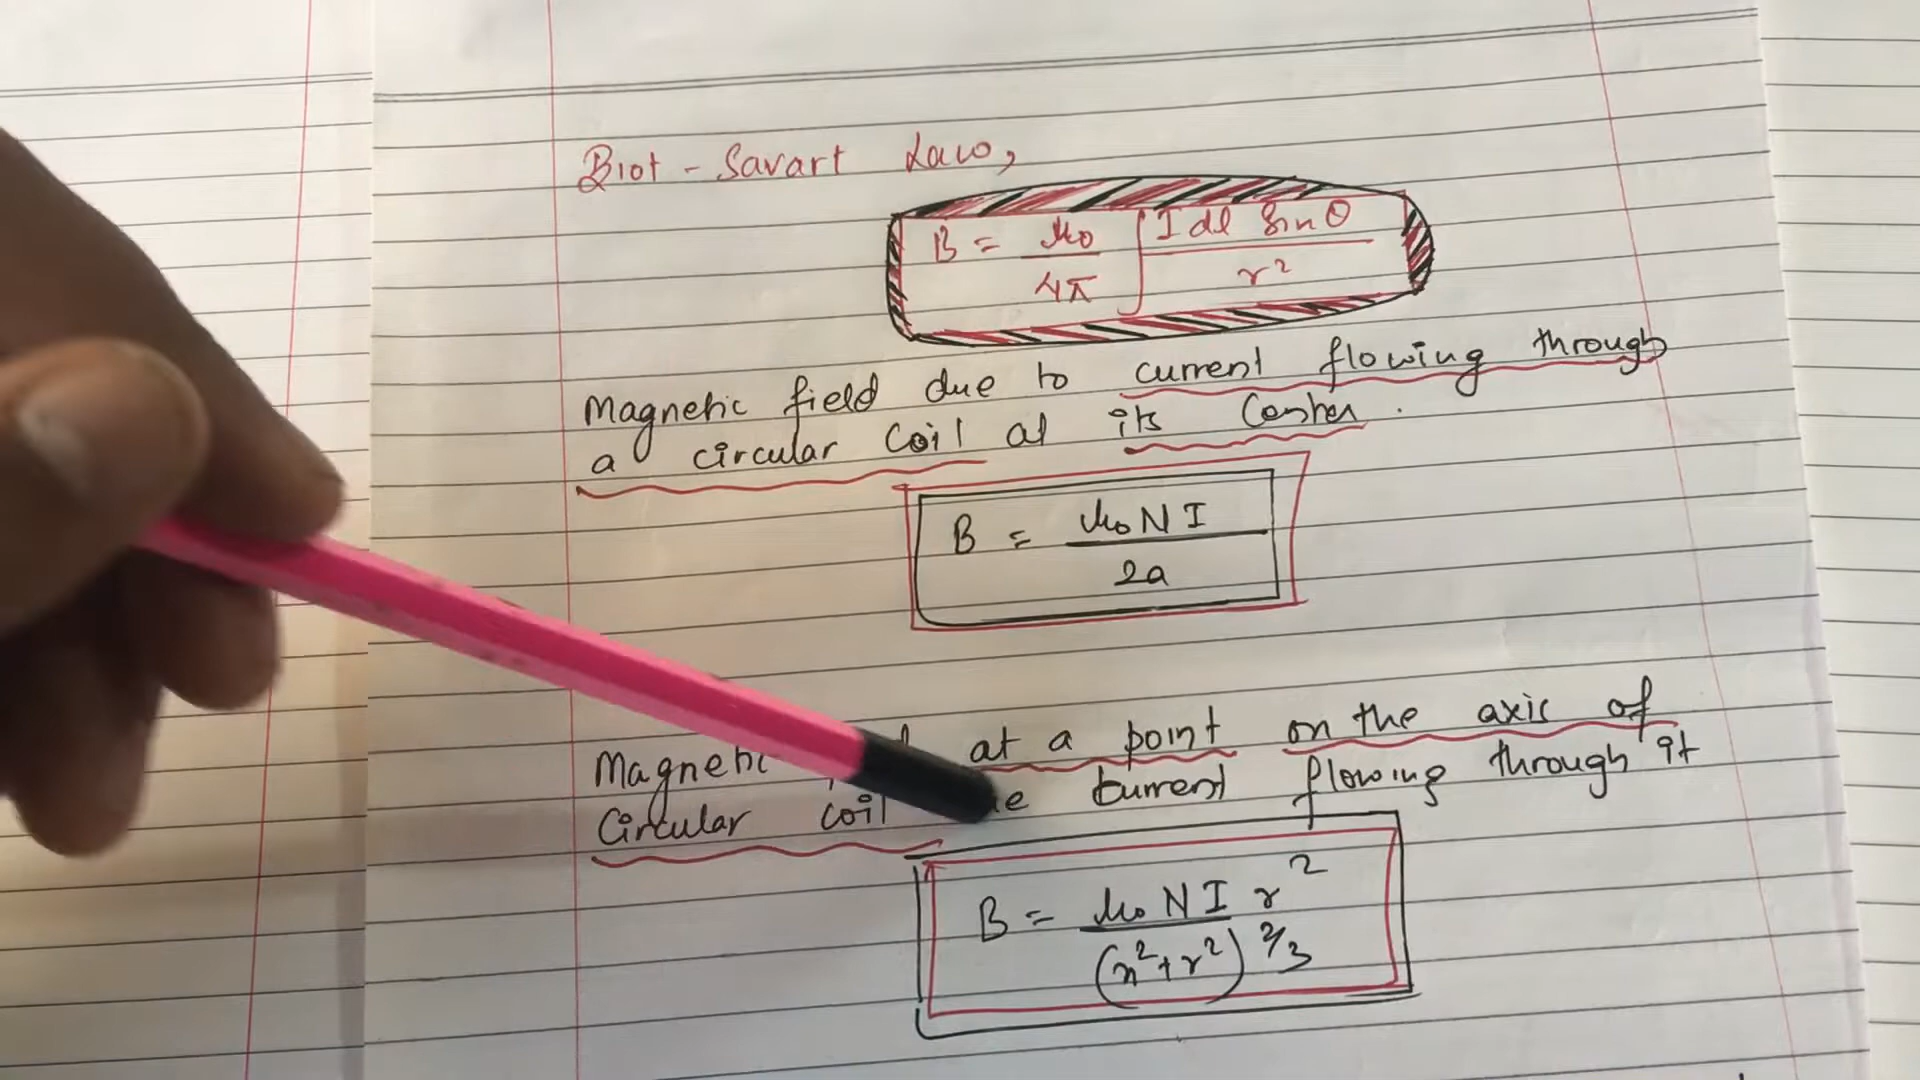 Biot - Savart Law,
B = μ₀/4π ∫ I dl Sin θ / r²
Magnetic field due to current flowing through
a circular coil at its Center.
B = μ₀ N I / 2a
Magnetic at a point on the axis of
Circular coil current flowing through it
B = μ₀ N I r² / (x² + r²) 2/3